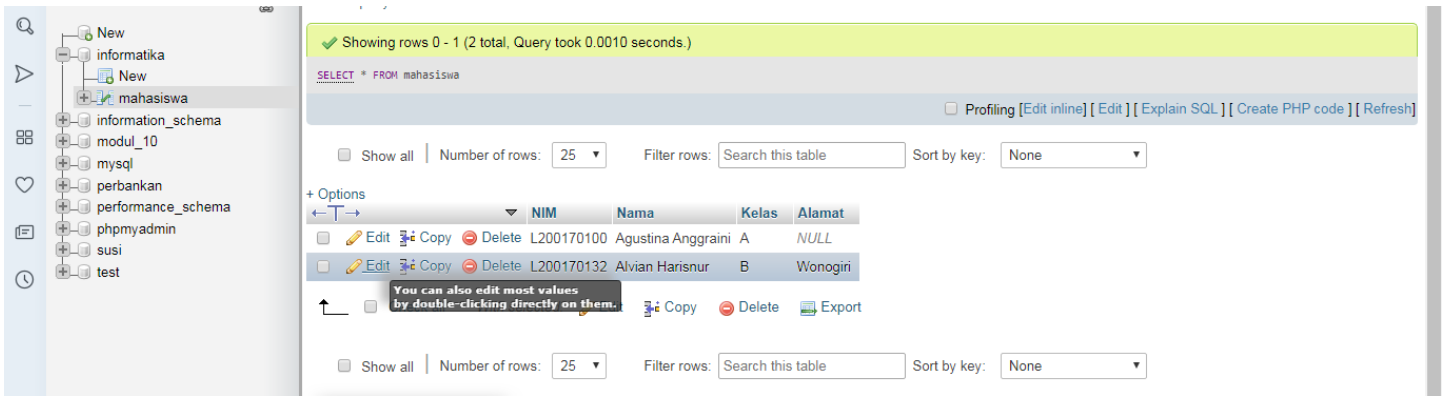 New
informatika
New
mahasiswa
information_schema
modul_10
mysql
perbankan
performance_schema
phpmyadmin
susi
test
Showing rows 0 - 1 (2 total, Query took 0.0010 seconds.)
SELECT * FROM mahasiswa
Profiling [Edit inline] [ Edit ] [ Explain SQL ] [ Create PHP code ] [ Refresh]
Show all Number of rows: 25 Filter rows: Search this table Sort by key: None
+ Options
NIM Nama Kelas Alamat
Edit Copy Delete L200170100 Agustina Anggraini A NULL
Edit Copy Delete L200170132 Alvian Harisnur B Wonogiri
You can also edit most values
by double-clicking directly on them.
Copy Delete Export
Show all Number of rows: 25 Filter rows: Search this table Sort by key: None